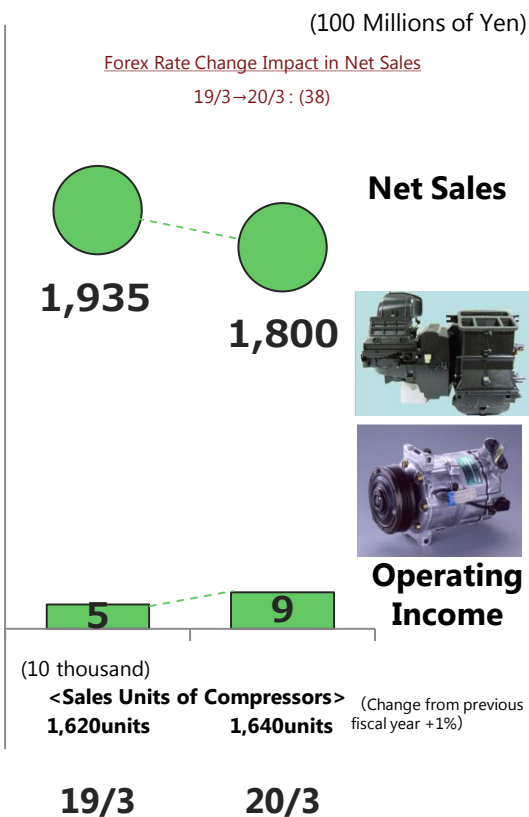 (100 Millions of Yen)
Forex Rate Change Impact in Net Sales
19/3→20/3 : (38)
Net Sales
1,935
1,800
5
9
Operating
Income
(10 thousand)
<Sales Units of Compressors>
1,620units
1,640units
（Change from previous
fiscal year +1%）
19/3
20/3